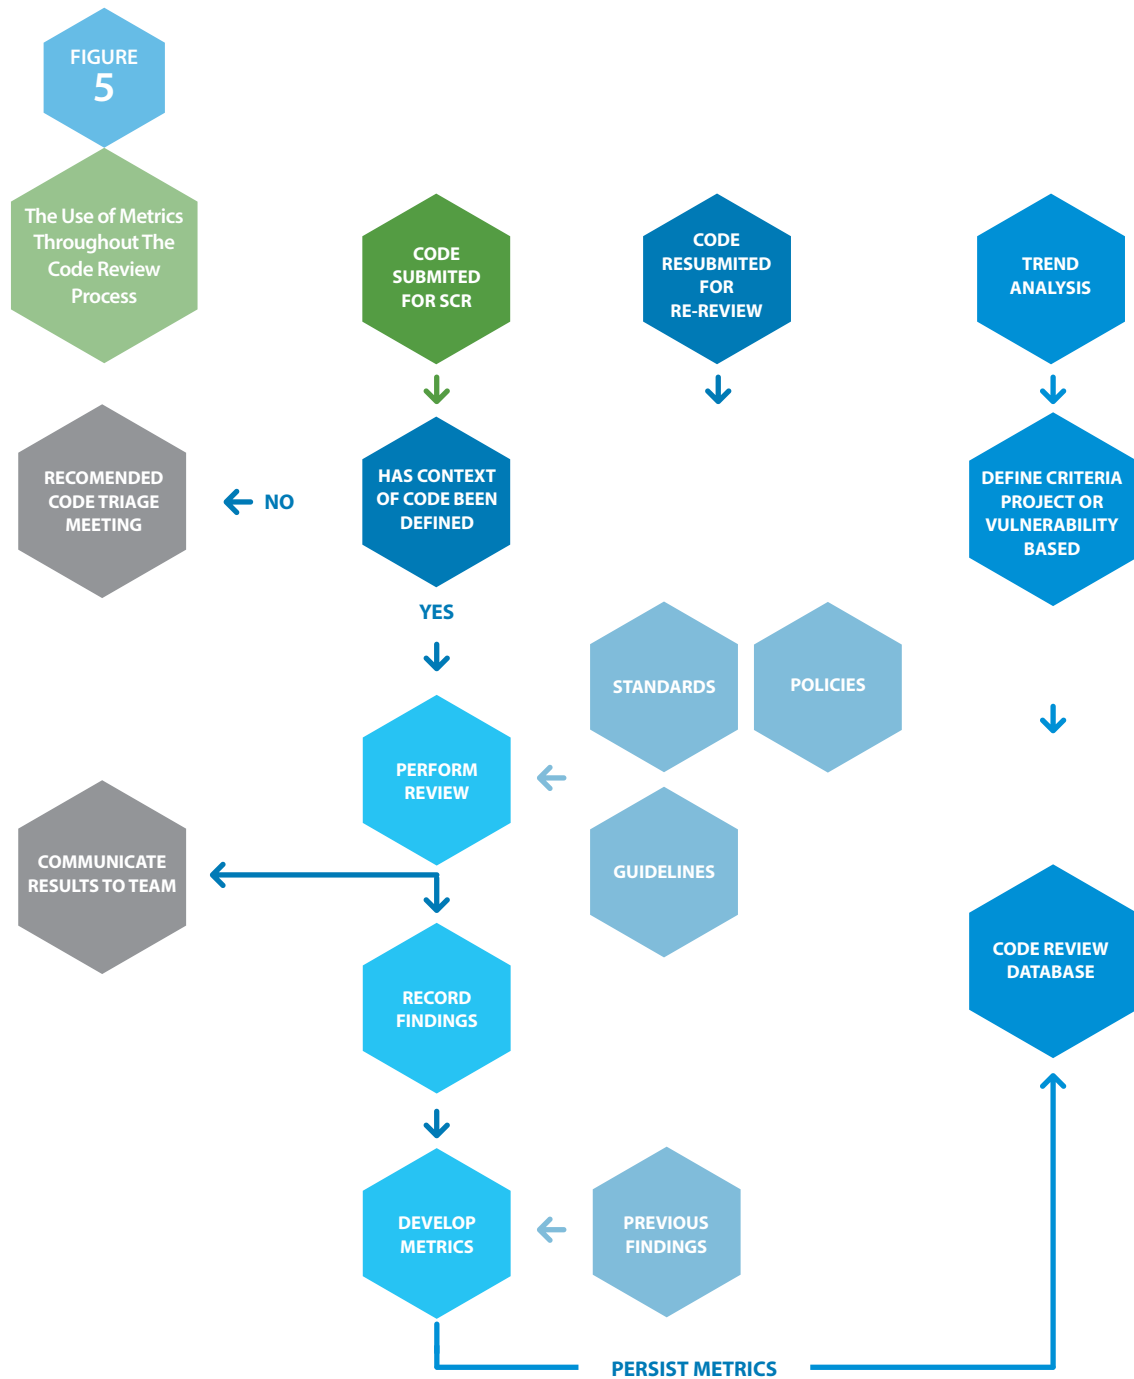 FIGURE
5
The Use of Metrics
Throughout The
Code Review
Process
CODE
SUBMITED
FOR SCR
CODE
RESUBMITED
FOR
RE-REVIEW
TREND
ANALYSIS
RECOMENDED
CODE TRIAGE
MEETING
NO
HAS CONTEXT
OF CODE BEEN
DEFINED
DEFINE CRITERIA
PROJECT OR
VULNERABILITY
BASED
YES
STANDARDS
POLICIES
PERFORM
REVIEW
GUIDELINES
COMMUNICATE
RESULTS TO TEAM
CODE REVIEW
DATABASE
RECORD
FINDINGS
DEVELOP
METRICS
PREVIOUS
FINDINGS
PERSIST METRICS